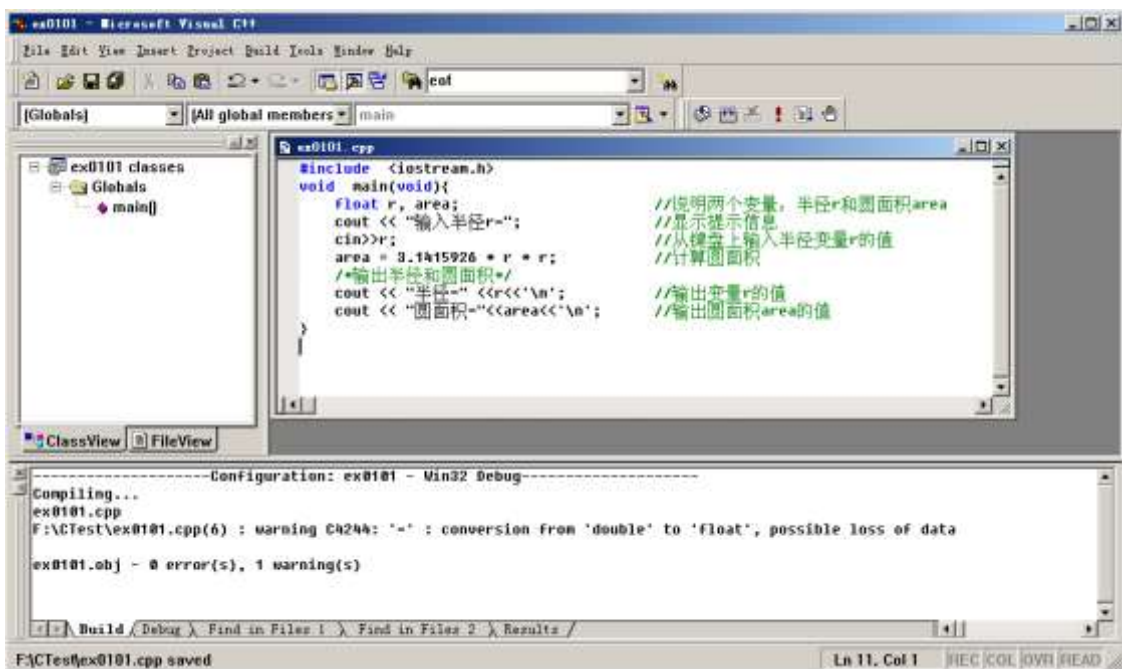 ex0101 - Microsoft Visual C++
File Edit View Insert Project Build Tools Window Help
eof
(Globals) (All global members main
ex0101 classes
Globals
main()
ex0101.cpp
#include <iostream.h>
void main(void){
float r, area; //说明两个变量，半径r和圆面积area
cout << "输入半径r="; //显示提示信息
cin>>r; //从键盘上输入半径变量r的值
area = 3.1415926 * r * r; //计算圆面积
/*输出半径和圆面积*/
cout << "半径=" <<r<<'\n'; //输出变量r的值
cout << "圆面积="<<area<<'\n'; //输出圆面积area的值
}
ClassView FileView
--------------------Configuration: ex0101 - Win32 Debug--------------------
Compiling...
ex0101.cpp
F:\CTest\ex0101.cpp(6) : warning C4244: '=' : conversion from 'double' to 'float', possible loss of data
ex0101.obj - 0 error(s), 1 warning(s)
Build Debug Find in Files 1 Find in Files 2 Results
F:\CTest\ex0101.cpp saved Ln 11, Col 1 REC COL OVR READ